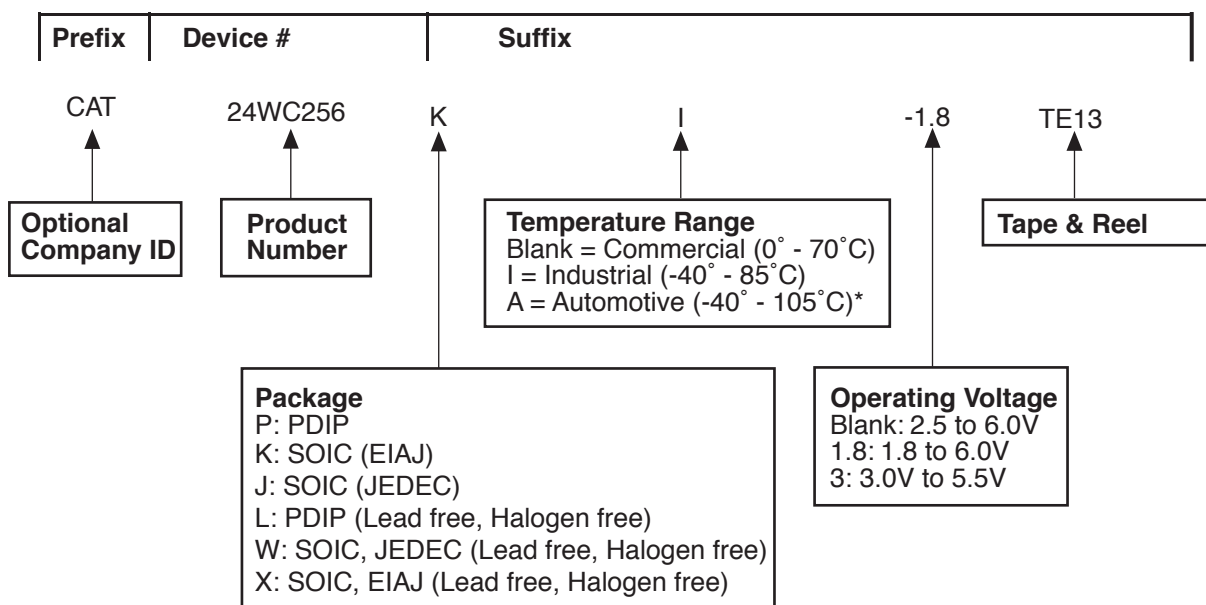 Prefix Device # Suffix
CAT 24WC256 K I -1.8 TE13
Optional
Company ID
Product
Number
Temperature Range
Blank = Commercial (0˚ - 70˚C)
I = Industrial (-40˚ - 85˚C)
A = Automotive (-40˚ - 105˚C)*
Tape & Reel
Package
P: PDIP
K: SOIC (EIAJ)
J: SOIC (JEDEC)
L: PDIP (Lead free, Halogen free)
W: SOIC, JEDEC (Lead free, Halogen free)
X: SOIC, EIAJ (Lead free, Halogen free)
Operating Voltage
Blank: 2.5 to 6.0V
1.8: 1.8 to 6.0V
3: 3.0V to 5.5V